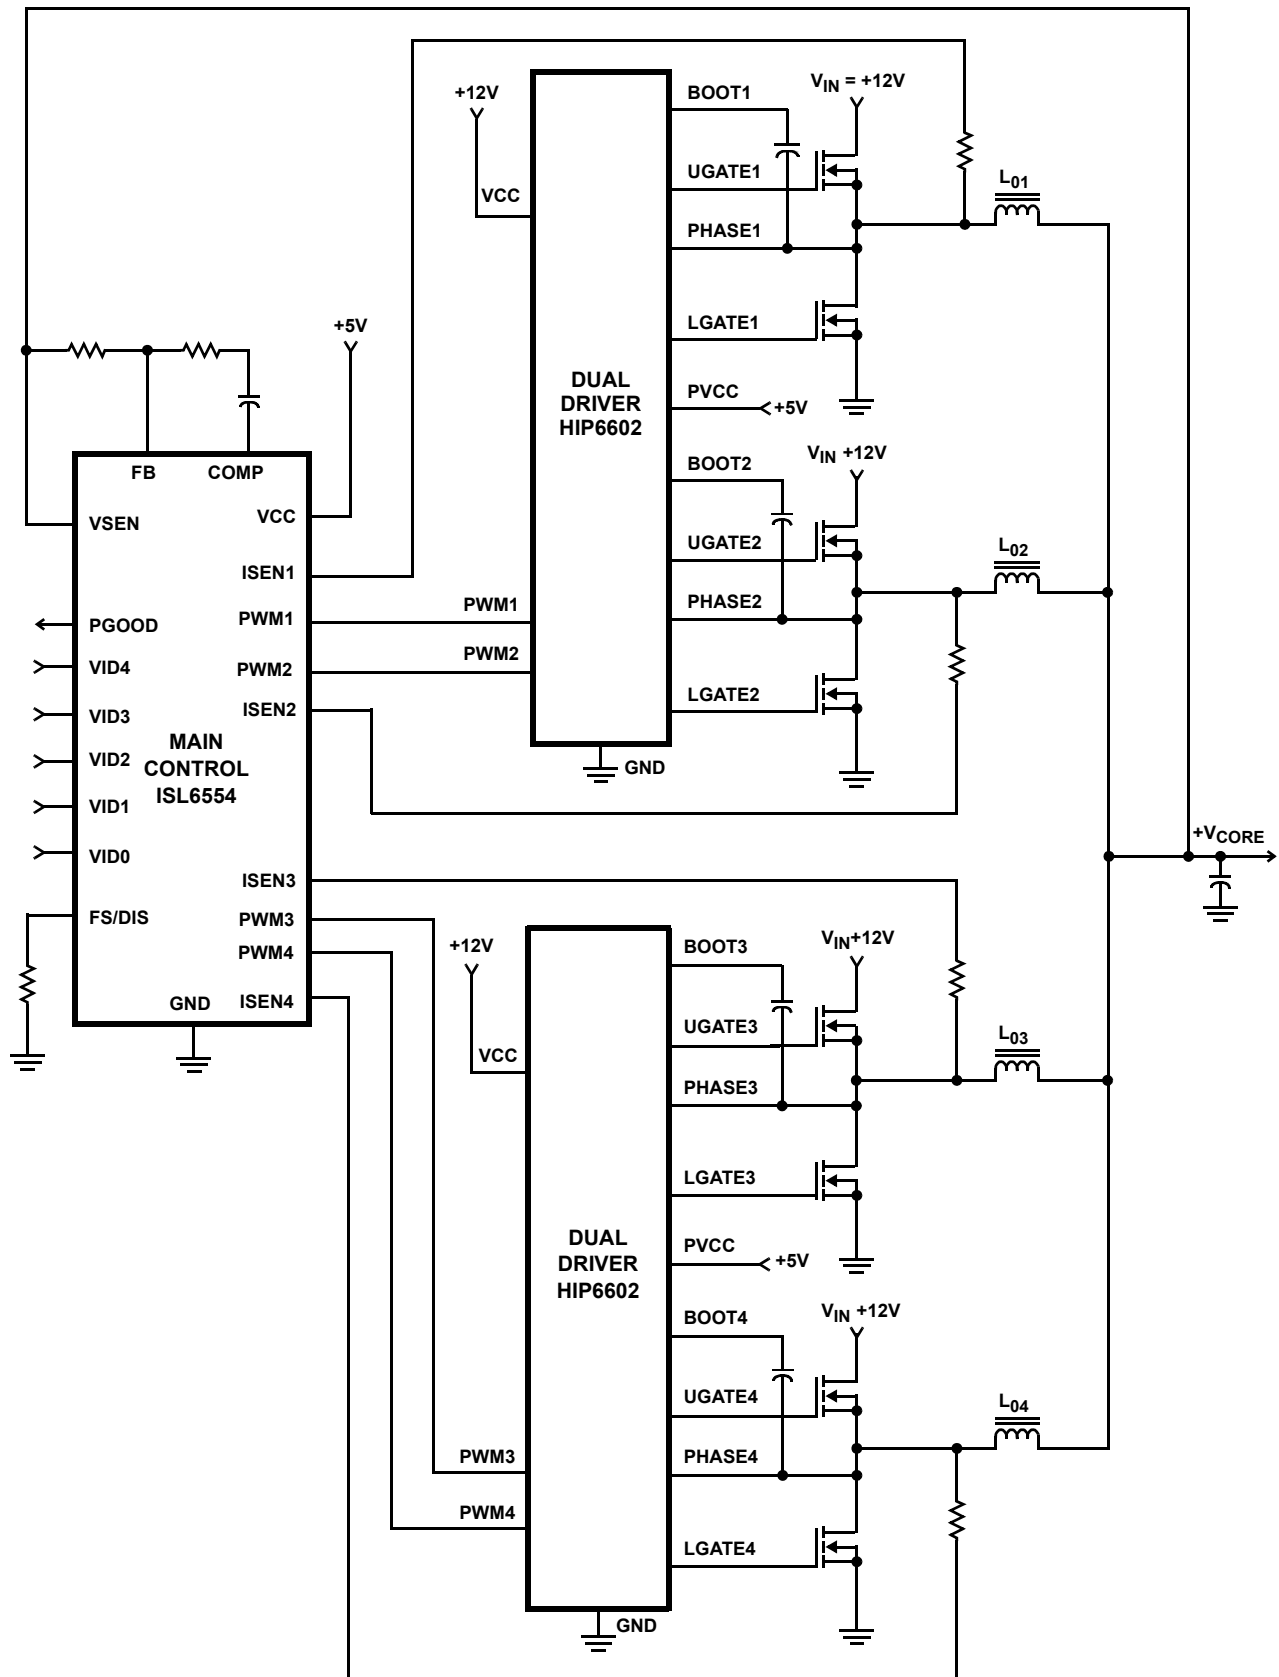 +12V
VCC
BOOT1
UGATE1
PHASE1
LGATE1
PVCC
+5V
BOOT2
UGATE2
PHASE2
LGATE2
VIN = +12V
VIN +12V
L01
L02
DUAL
DRIVER
HIP6602
PWM1
PWM2
GND
+5V
FB
COMP
VSEN
VCC
ISEN1
PGOOD
PWM1
VID4
PWM2
VID3
ISEN2
MAIN
CONTROL
ISL6554
VID2
VID1
VID0
ISEN3
FS/DIS
PWM3
PWM4
GND
ISEN4
+VCORE
+12V
VCC
BOOT3
UGATE3
PHASE3
LGATE3
PVCC
+5V
BOOT4
UGATE4
PHASE4
LGATE4
VIN+12V
VIN +12V
L03
L04
DUAL
DRIVER
HIP6602
PWM3
PWM4
GND